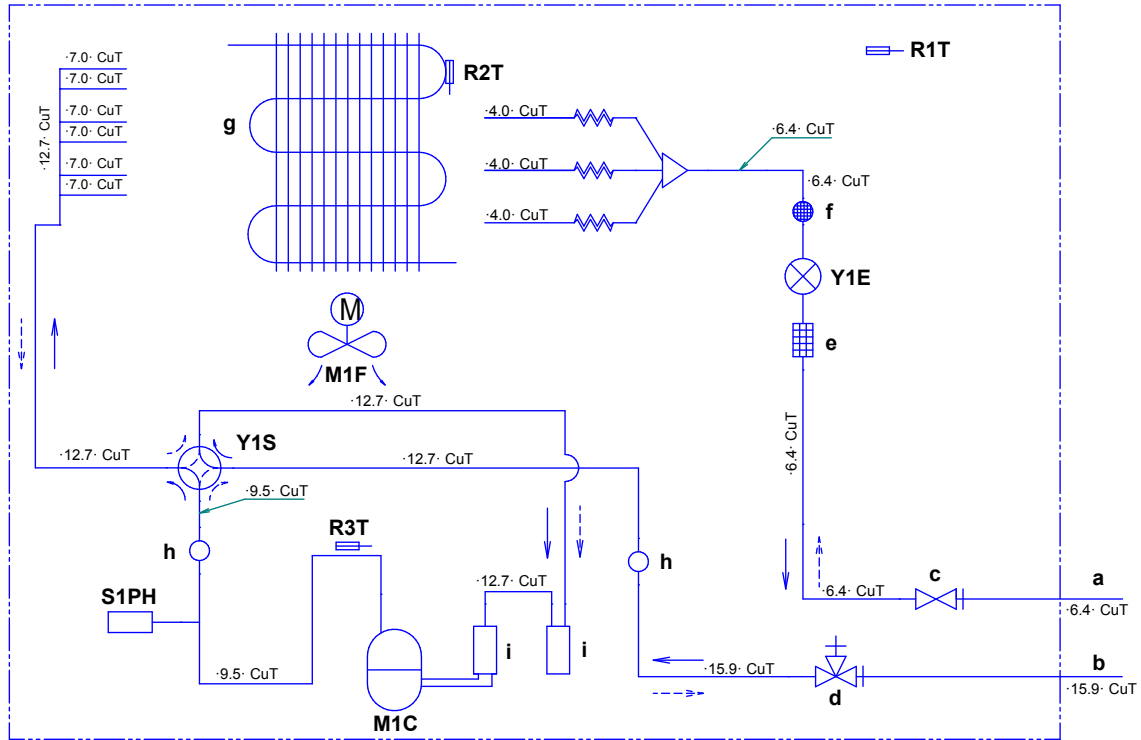 ·7.0· CuT
·7.0· CuT
·7.0· CuT
·7.0· CuT
·7.0· CuT
·7.0· CuT
·12.7· CuT
g
R2T
R1T
·4.0· CuT
·4.0· CuT
·4.0· CuT
·6.4· CuT
·6.4· CuT
f
Y1E
e
M
M1F
·12.7· CuT
Y1S
·12.7· CuT
·12.7· CuT
·6.4· CuT
·9.5· CuT
R3T
h
h
·12.7· CuT
c
a
S1PH
·6.4· CuT
·6.4· CuT
i
i
b
·9.5· CuT
·15.9· CuT
·15.9· CuT
d
M1C